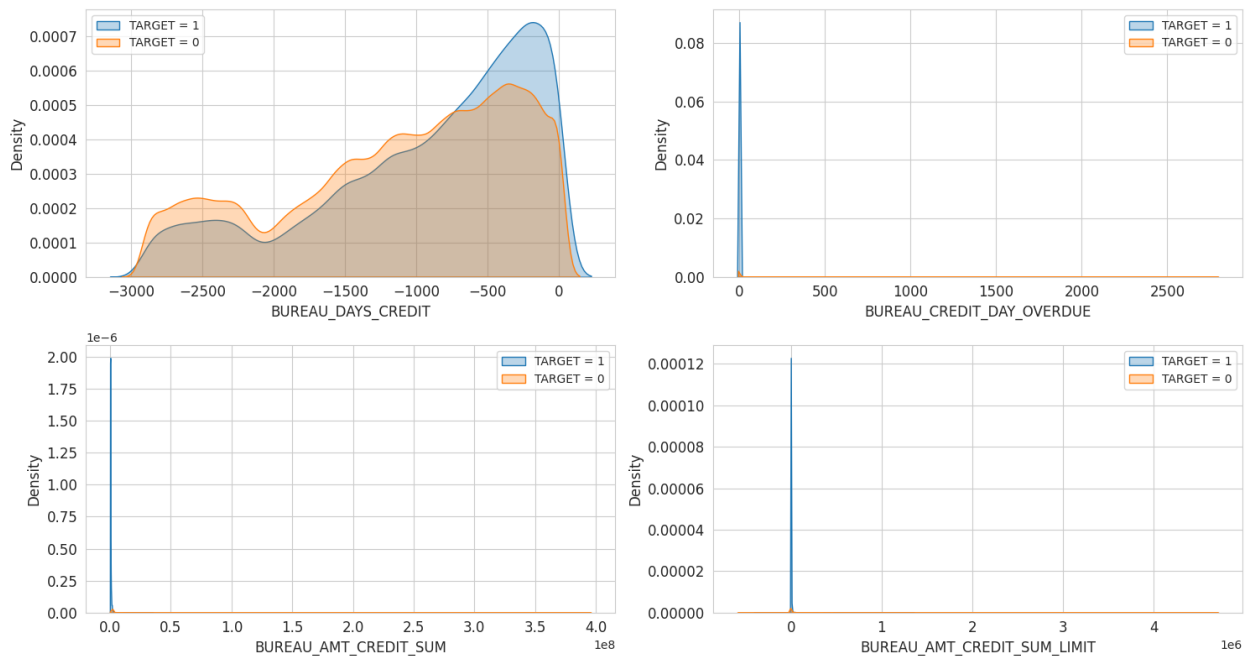 TARGET = 1
TARGET = 0
0.0007
0.0006
0.0005
0.0004
0.0003
0.0002
0.0001
0.0000
Density
−3000 −2500 −2000 −1500 −1000 −500 0
BUREAU_DAYS_CREDIT
TARGET = 1
TARGET = 0
0.08
0.06
0.04
0.02
0.00
Density
0 500 1000 1500 2000 2500
BUREAU_CREDIT_DAY_OVERDUE
1e−6
TARGET = 1
TARGET = 0
2.00
1.75
1.50
1.25
1.00
0.75
0.50
0.25
0.00
Density
0.0 0.5 1.0 1.5 2.0 2.5 3.0 3.5 4.0
1e8
BUREAU_AMT_CREDIT_SUM
TARGET = 1
TARGET = 0
0.00012
0.00010
0.00008
0.00006
0.00004
0.00002
0.00000
Density
0 1 2 3 4
1e6
BUREAU_AMT_CREDIT_SUM_LIMIT